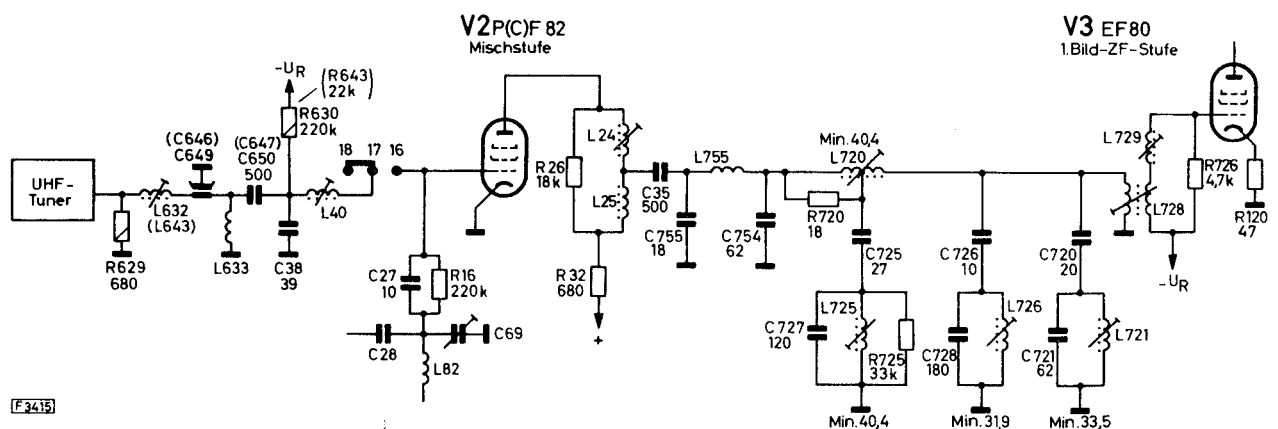 V2 P(C)F 82
Mischstufe
V3 EF80
1.Bild-ZF-Stufe
-UR
(R643)
22k
R630
220k
(C646)
C649
(C647)
C650
500
18 17 16
UHF-
Tuner
L632
(L643)
L40
R629
680
L633
C38
39
C27
10
R16
220k
C28
C69
L82
L24
R26
18k
L25
C35
500
R32
680
+
L755
C755
18
C754
62
Min. 40,4
L720
R720
18
C725
27
C726
10
C720
20
L725
C727
120
R725
33k
L726
C728
180
L721
C721
62
Min. 40,4
Min. 31,9
Min. 33,5
L729
R726
4,7k
L728
-UR
R120
47
F3415